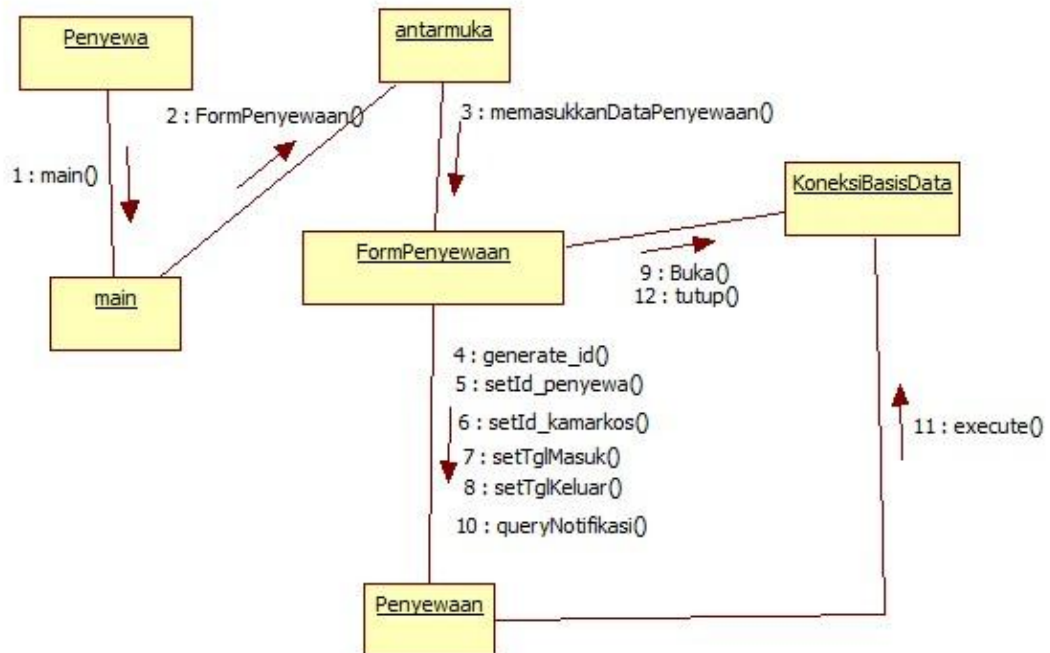 Penyewa
antarmuka
2 : FormPenyewaan()
3 : memasukkanDataPenyewaan()
1 : main()
KoneksiBasisData
FormPenyewaan
main
9 : Buka()
12 : tutup()
4 : generate_id()
5 : setId_penyewa()
6 : setId_kamarkos()
11 : execute()
7 : setTglMasuk()
8 : setTglKeluar()
10 : queryNotifikasi()
Penyewaan